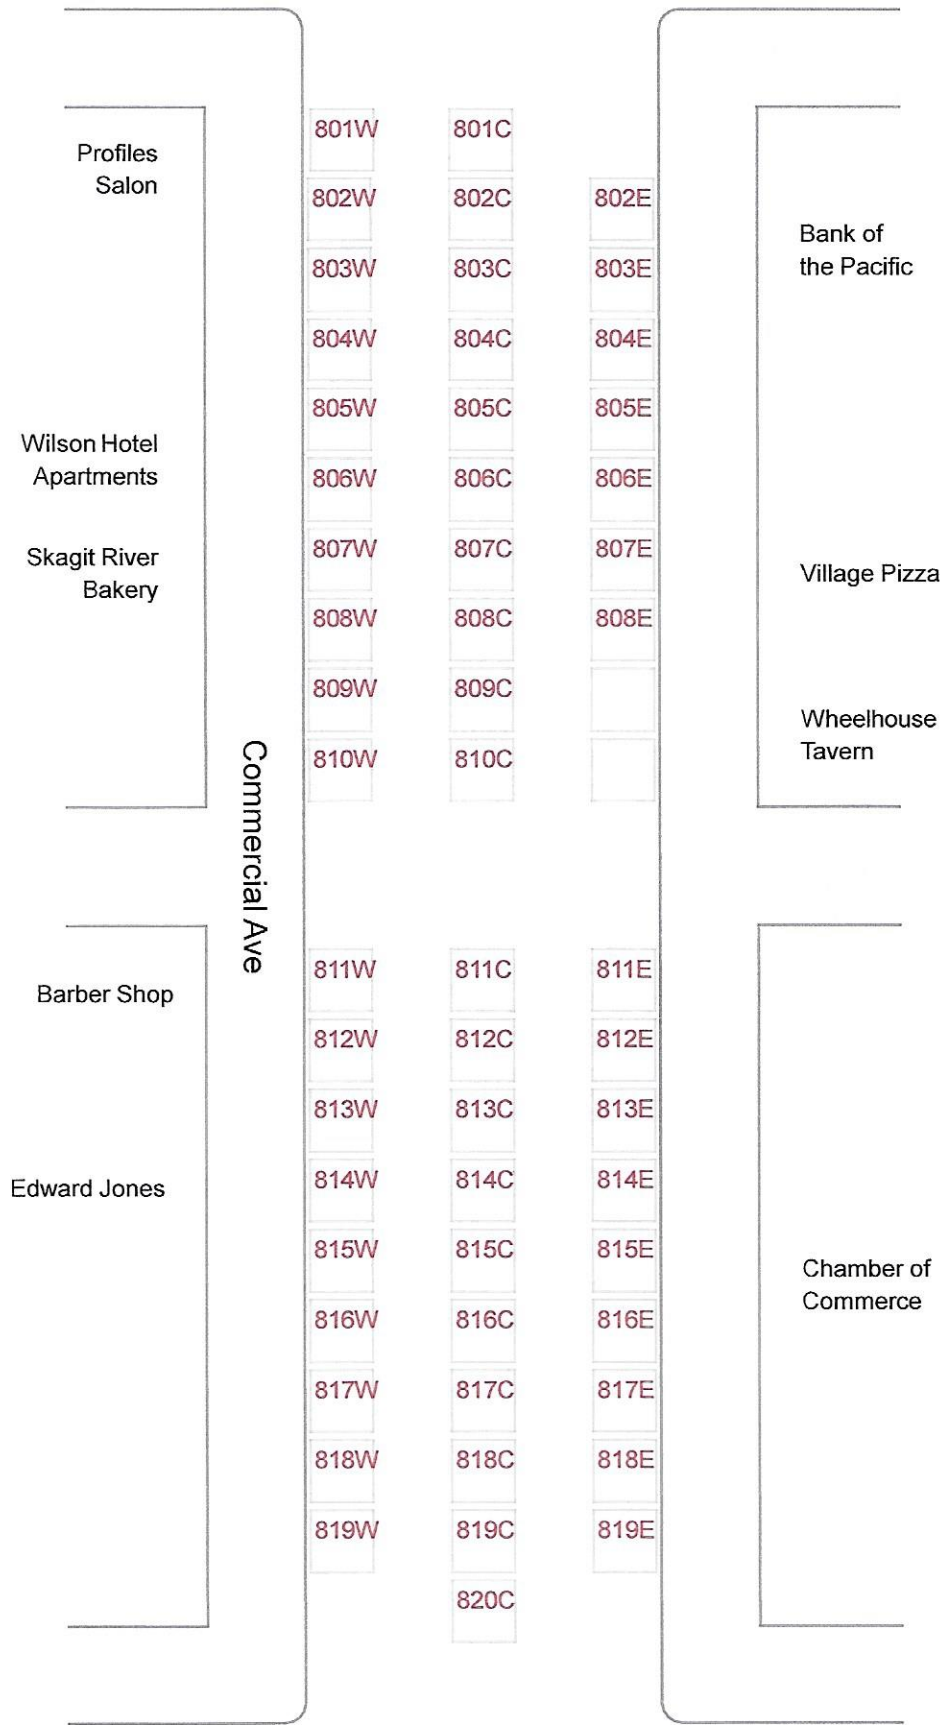 801W 801C
Profiles
Salon
802W 802C 802E
Bank of
the Pacific
803W 803C 803E
804W 804C 804E
805W 805C 805E
Wilson Hotel
Apartments
806W 806C 806E
807W 807C 807E
Skagit River
Bakery
Village Pizza
808W 808C 808E
809W 809C
Wheelhouse
Tavern
810W 810C
Commercial Ave
811W 811C 811E
Barber Shop
812W 812C 812E
813W 813C 813E
814W 814C 814E
Edward Jones
815W 815C 815E
Chamber of
Commerce
816W 816C 816E
817W 817C 817E
818W 818C 818E
819W 819C 819E
820C